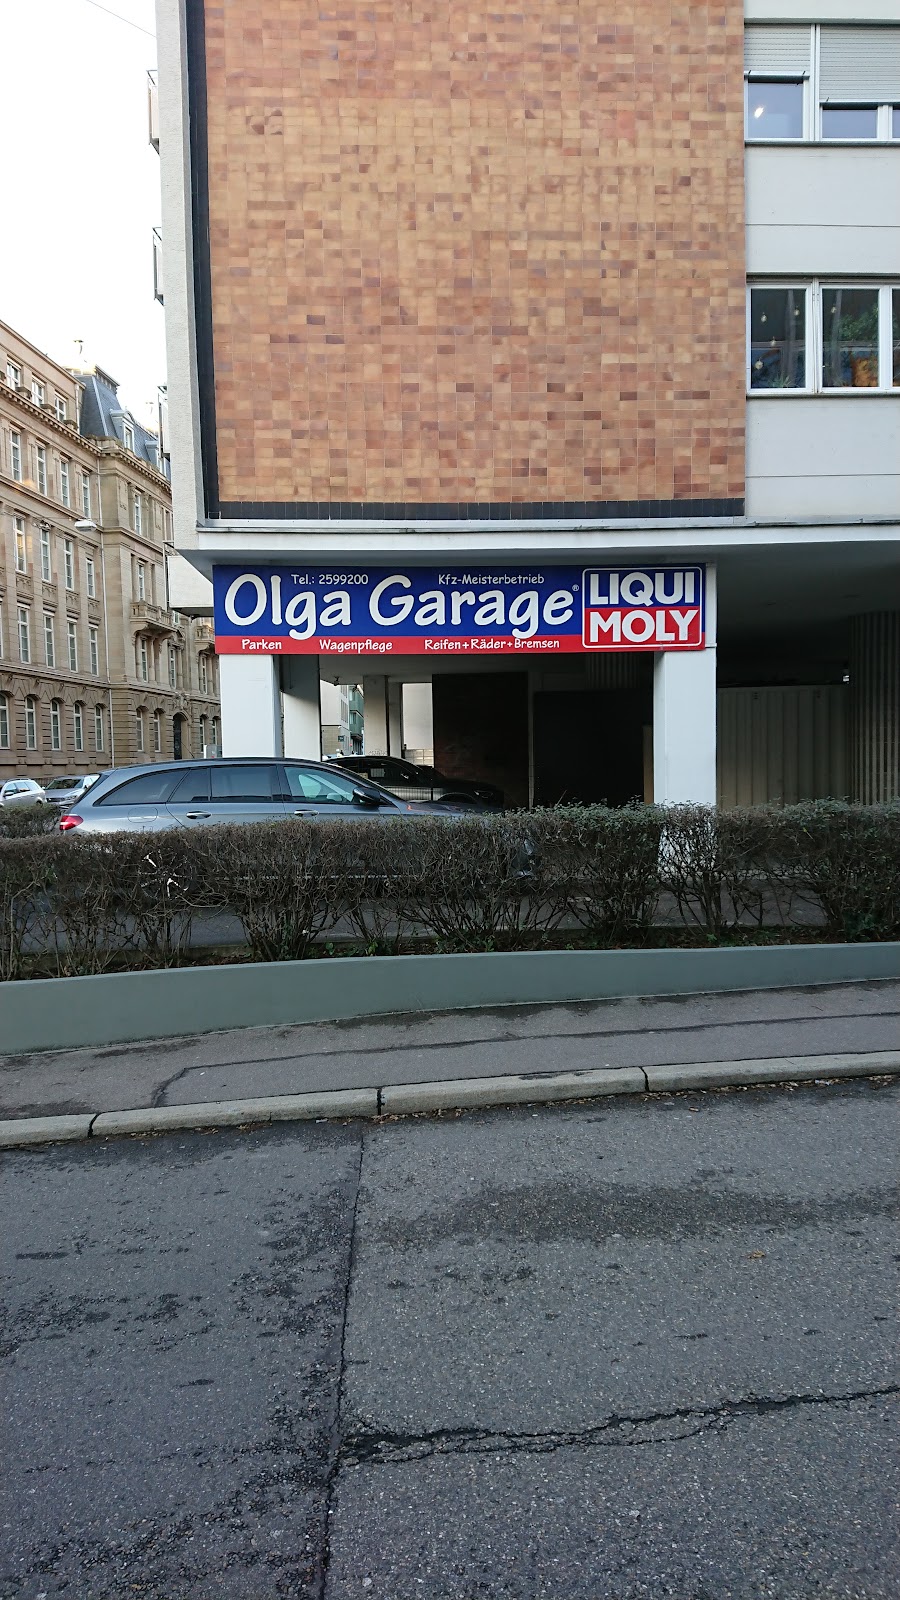 Tel.: 2599200 Kfz-Meisterbetrieb
Olga Garage®
Parken Wagenpflege Reifen+Räder+Bremsen
LIQUI
MOLY